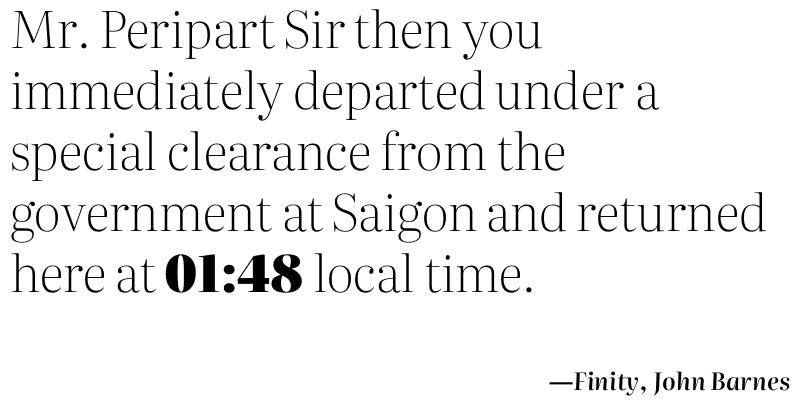 Mr. Peripart Sir then you
immediately departed under a
special clearance from the
government at Saigon and returned
here at 01:48 local time.
—Finity, John Barnes